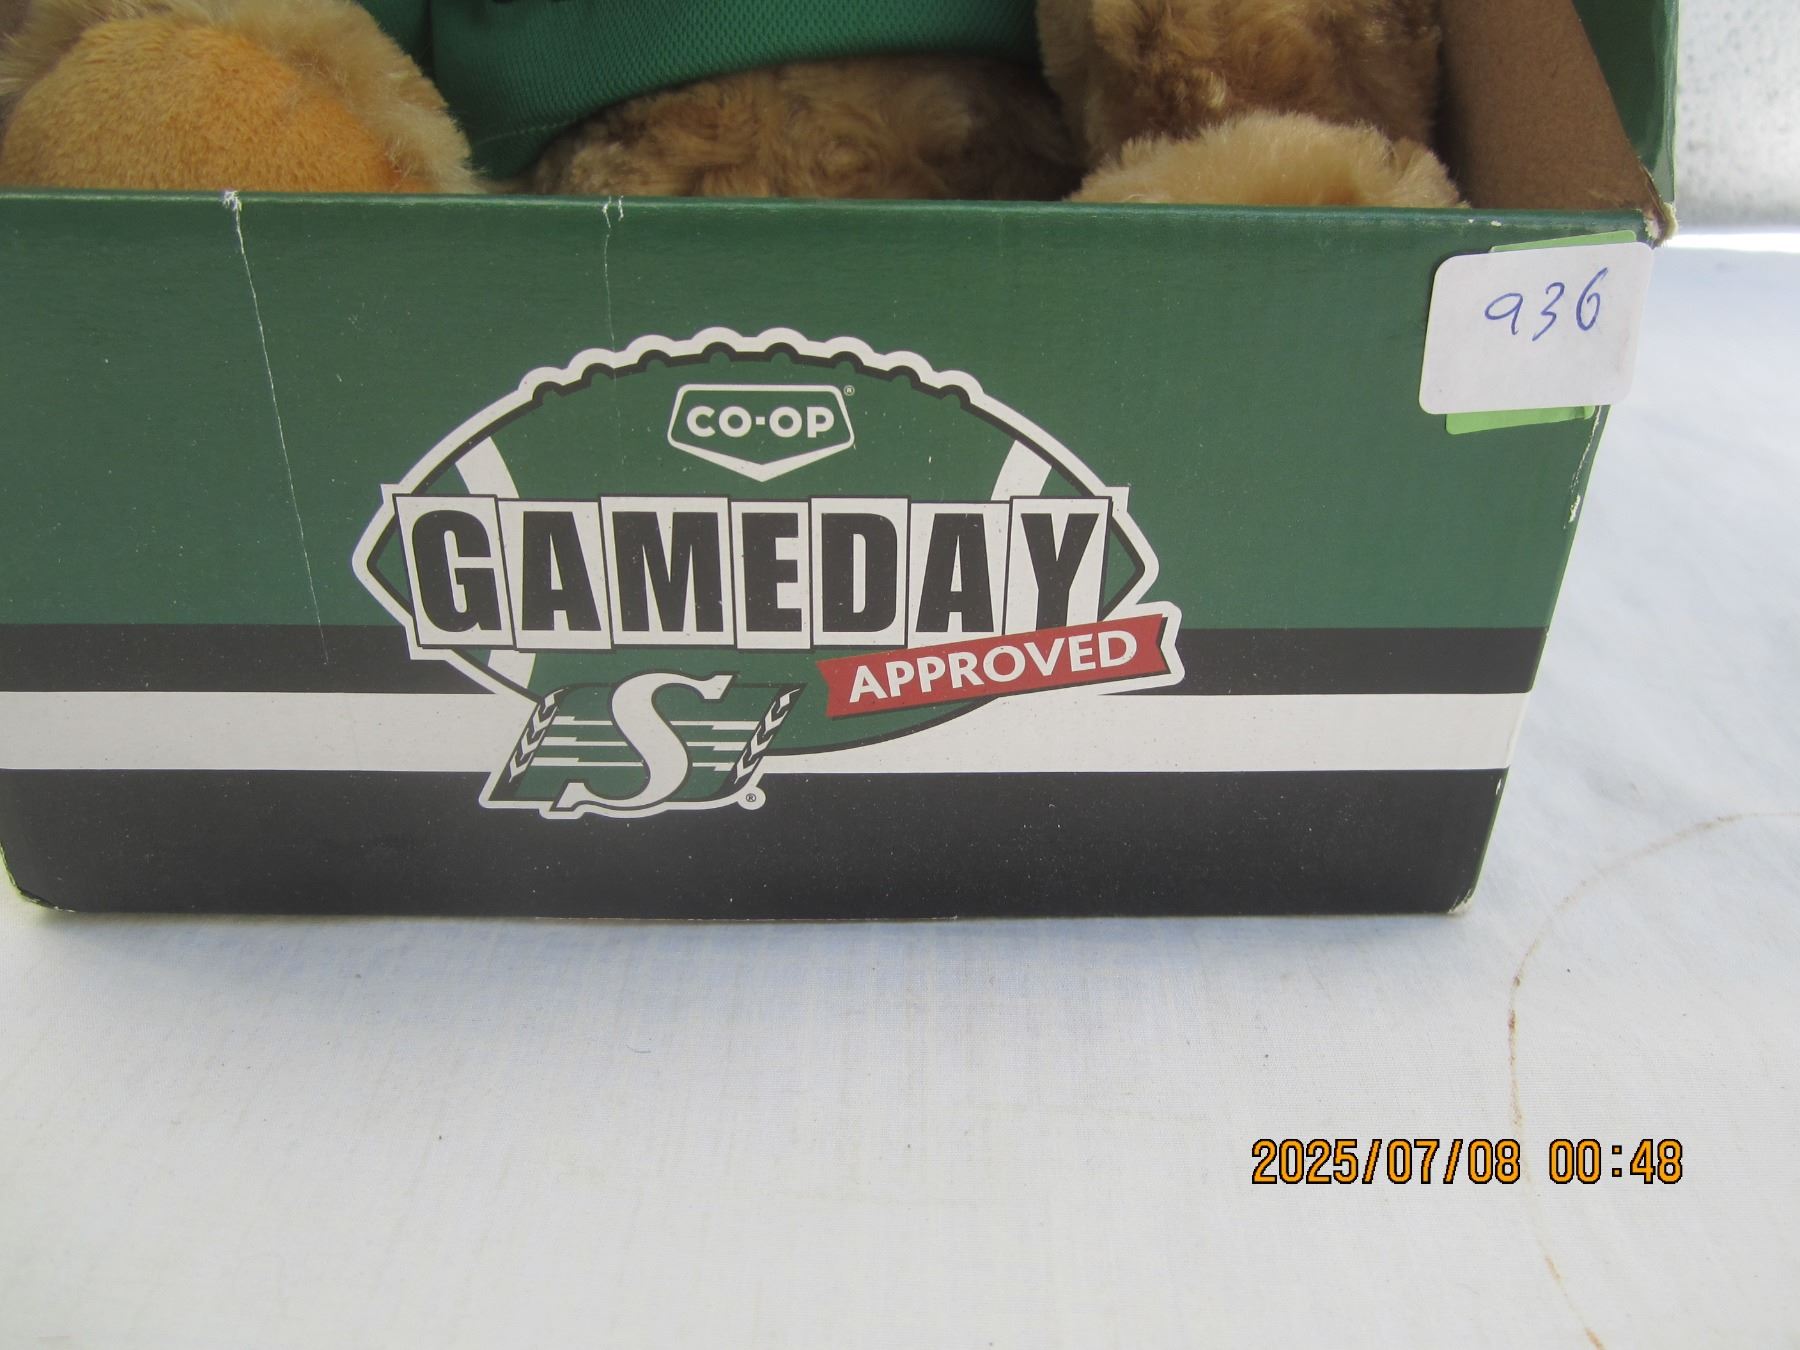 936
CO-OP®
GAMEDAY
APPROVED
S®
2025/07/08 00:48